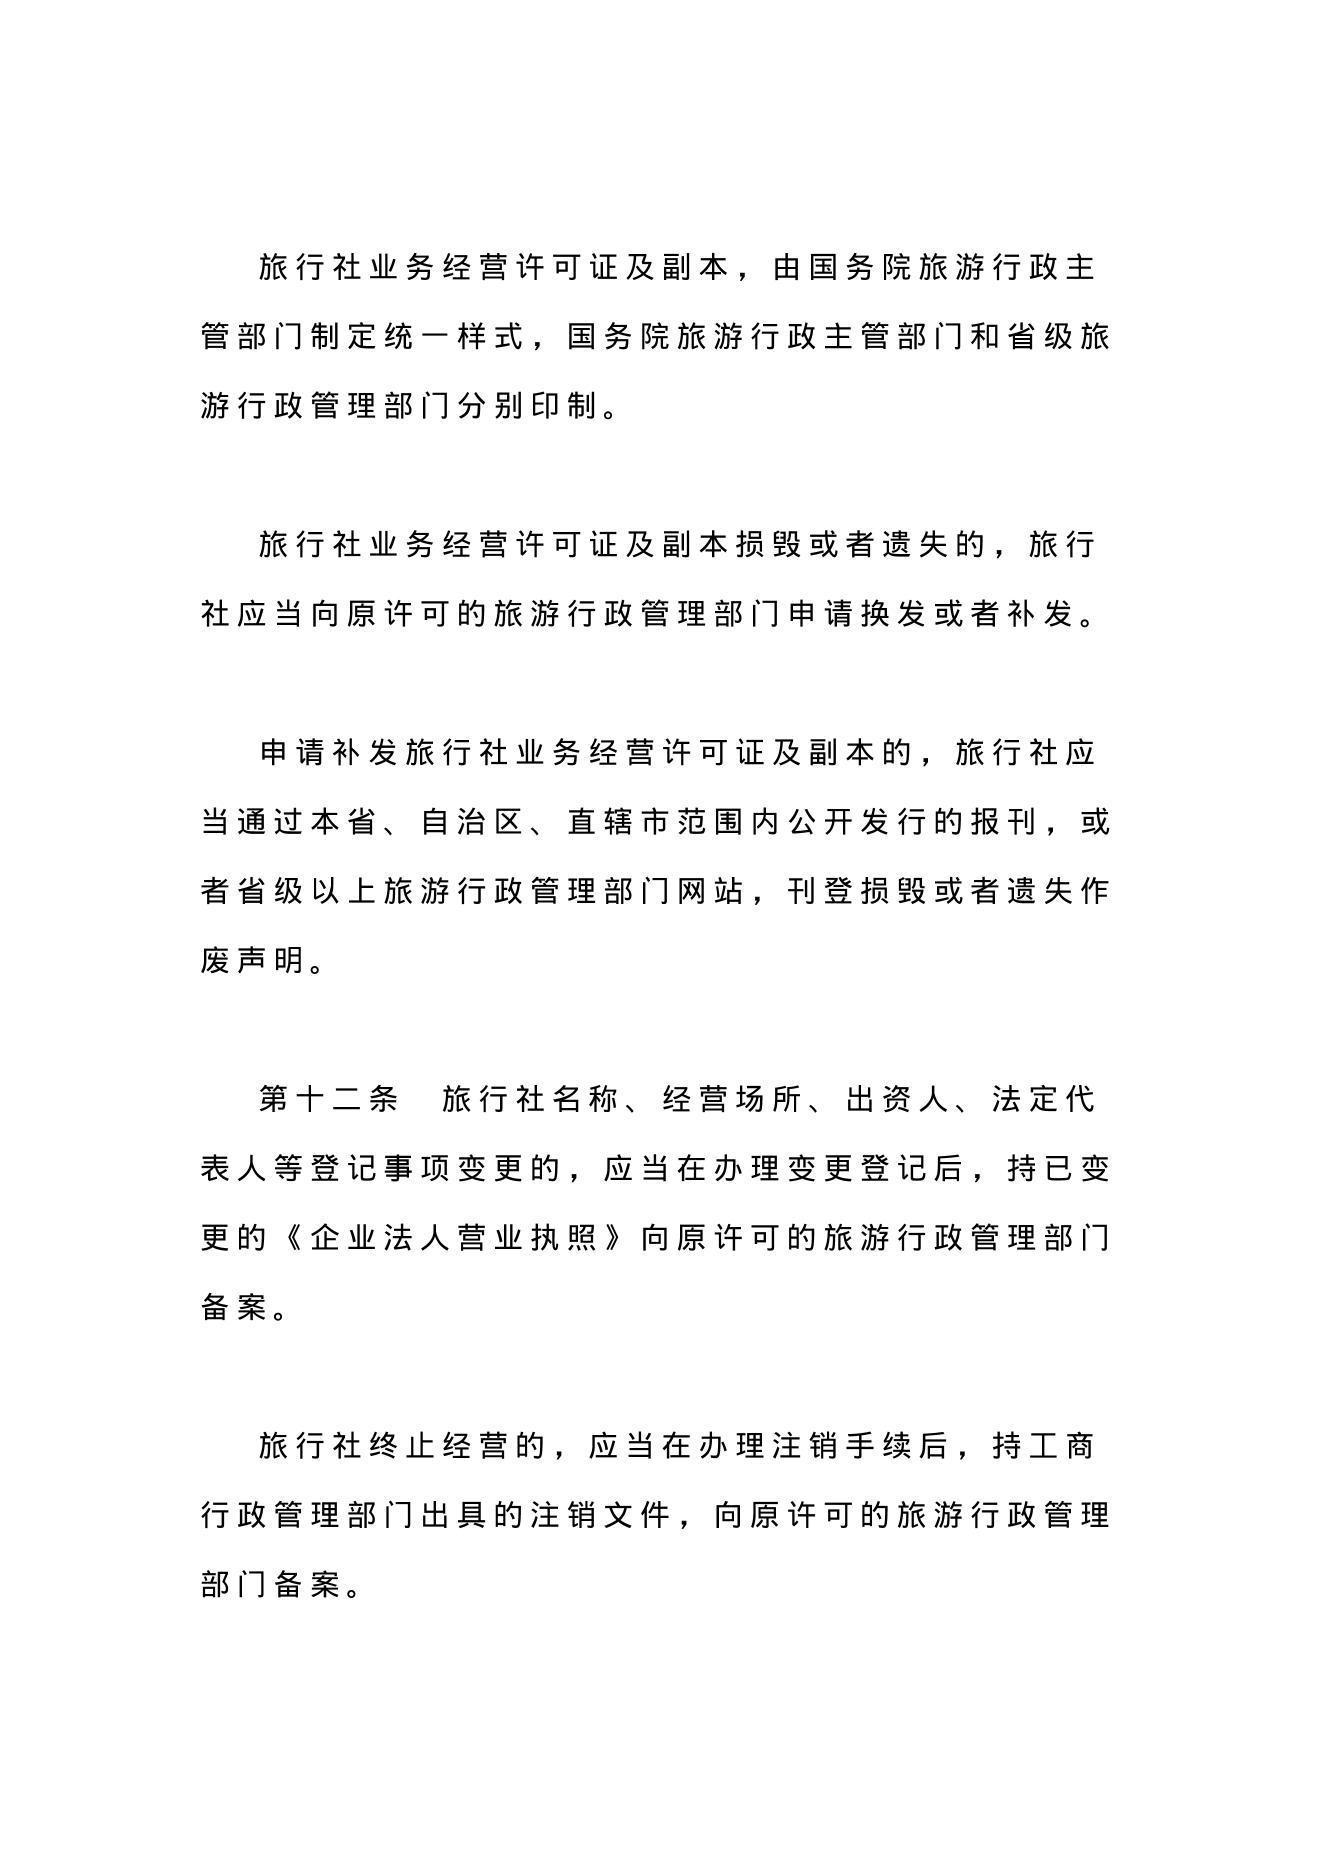 旅行社业务经营许可证及副本，由国务院旅游行政主
管部门制定统一样式，国务院旅游行政主管部门和省级旅
游行政管理部门分别印制。
旅行社业务经营许可证及副本损毁或者遗失的，旅行
社应当向原许可的旅游行政管理部门申请换发或者补发。
申请补发旅行社业务经营许可证及副本的，旅行社应
当通过本省、自治区、直辖市范围内公开发行的报刊，或
者省级以上旅游行政管理部门网站，刊登损毁或者遗失作
废声明。
第十二条　旅行社名称、经营场所、出资人、法定代
表人等登记事项变更的，应当在办理变更登记后，持已变
更的《企业法人营业执照》向原许可的旅游行政管理部门
备案。
旅行社终止经营的，应当在办理注销手续后，持工商
行政管理部门出具的注销文件，向原许可的旅游行政管理
部门备案。